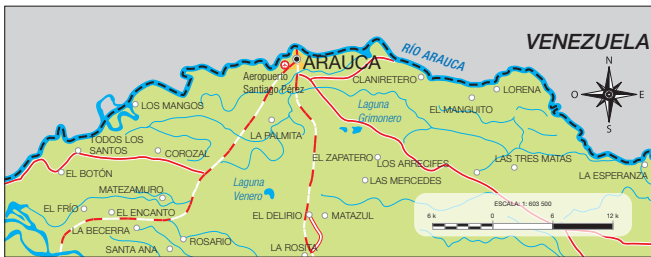 VENEZUELA
RÍO ARAUCA
N
O
E
S
ARAUCA
Aeropuerto
Santiago Pérez
CLANIRETERO
LORENA
EL MANGUITO
LOS MANGOS
Laguna
Grimonero
LA PALMITA
TODOS LOS
SANTOS
COROZAL
EL ZAPATERO
LOS ARRECIFES
LAS TRES MATAS
LA ESPERANZA
EL BOTÓN
LAS MERCEDES
Laguna
Venero
MATEZAMURO
EL FRÍO
EL ENCANTO
EL DELIRIO
MATAZUL
LA BECERRA
ROSARIO
SANTA ANA
LA ROSITA
ESCALA: 1: 603 500
6 k
0
6
12 k